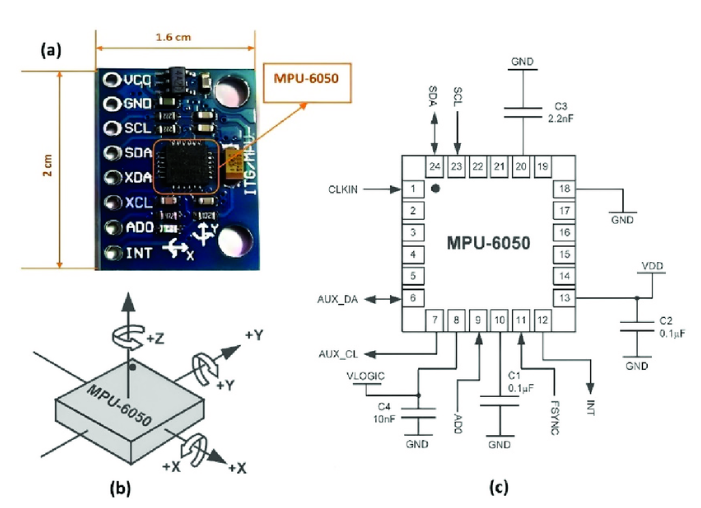 (a)
1.6 cm
2 cm
MPU-6050
VCC
GND
SCL
SDA
XDA
XCL
ADO
INT
ITG/MPU
X
Y
+Z
+Y
+Y
MPU-6050
+X
+X
(b)
GND
SDA
SCL
C3
2.2nF
24 23 22 21 20 19
CLKIN
1
2
3
4
5
6
18
17
16
15
14
13
MPU-6050
GND
VDD
AUX_DA
C2
0.1µF
GND
7 8 9 10 11 12
AUX_CL
VLOGIC
C4
10nF
GND
AD0
C1
0.1µF
GND
FSYNC
INT
(c)